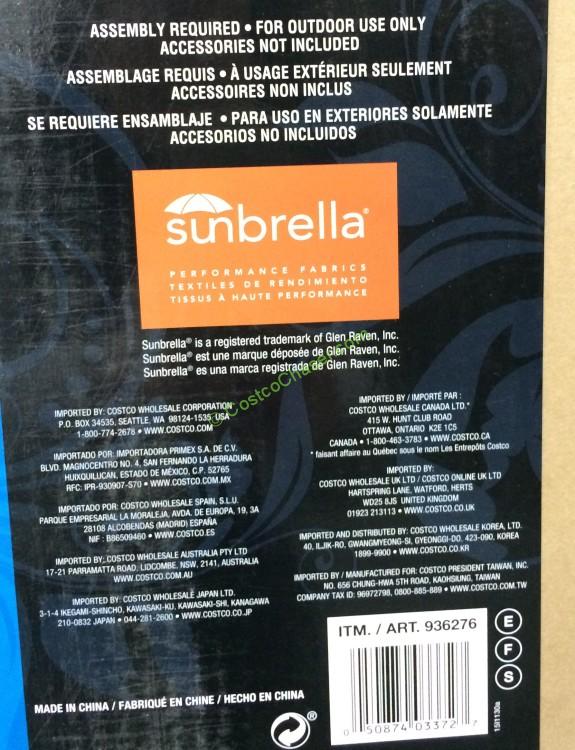 ASSEMBLY REQUIRED • FOR OUTDOOR USE ONLY
ACCESSORIES NOT INCLUDED
ASSEMBLAGE REQUIS • À USAGE EXTÉRIEUR SEULEMENT
ACCESSOIRES NON INCLUS
SE REQUIERE ENSAMBLAJE • PARA USO EN EXTERIORES SOLAMENTE
ACCESORIOS NO INCLUIDOS
sunbrella®
PERFORMANCE FABRICS
TEXTILES DE RENDIMIENTO
TISSUS À HAUTE PERFORMANCE
Sunbrella® is a registered trademark of Glen Raven, Inc.
Sunbrella® est une marque déposée de Glen Raven, Inc.
Sunbrella® es una marca registrada de Glen Raven, Inc.
© CostcoChaser.com
IMPORTED BY: COSTCO WHOLESALE CORPORATION
P.O. BOX 34535, SEATTLE, WA 98124-1535, USA
1-800-774-2678 • WWW.COSTCO.COM
IMPORTADO POR: IMPORTADORA PRIMEX S.A. DE C.V.
BLVD. MAGNOCENTRO NO. 4, SAN FERNANDO LA HERRADURA
HUIXQUILUCAN, ESTADO DE MÉXICO, C.P. 52765
RFC: IPR-930907-S70 • WWW.COSTCO.COM.MX
IMPORTADO POR: COSTCO WHOLESALE SPAIN, S.L.U.
PARQUE EMPRESARIAL LA MORALEJA, AVDA. DE EUROPA, 19, 3A
28108 ALCOBENDAS (MADRID) ESPAÑA
NIF : B86509460 • WWW.COSTCO.ES
IMPORTED BY: COSTCO WHOLESALE AUSTRALIA PTY LTD
17-21 PARRAMATTA ROAD, LIDCOMBE, NSW, 2141, AUSTRALIA
WWW.COSTCO.COM.AU
IMPORTED BY: COSTCO WHOLESALE JAPAN LTD.
3-1-4 IKEGAMI-SHINCHO, KAWASAKI-KU, KAWASAKI-SHI, KANAGAWA
210-0832 JAPAN • 044-281-2600 • WWW.COSTCO.CO.JP
IMPORTED BY / IMPORTÉ PAR :
COSTCO WHOLESALE CANADA LTD.*
415 W. HUNT CLUB ROAD
OTTAWA, ONTARIO K2E 1C5
CANADA • 1-800-463-3783 • WWW.COSTCO.CA
* faisant affaire au Québec sous le nom Les Entrepôts Costco
IMPORTED BY:
COSTCO WHOLESALE UK LTD / COSTCO ONLINE UK LTD
HARTSPRING LANE, WATFORD, HERTS
WD25 8JS UNITED KINGDOM
01923 213113 • WWW.COSTCO.CO.UK
IMPORTED AND DISTRIBUTED BY: COSTCO WHOLESALE KOREA, LTD.
40, ILJIK-RO, GWANGMYEONG-SI, GYEONGGI-DO, 423-090, KOREA
1899-9900 • WWW.COSTCO.CO.KR
IMPORTED BY / MANUFACTURED FOR: COSTCO PRESIDENT TAIWAN, INC.
NO. 656 CHUNG-HWA 5TH ROAD, KAOHSIUNG, TAIWAN
COMPANY TAX ID: 96972798, 0800-885-889 • WWW.COSTCO.COM.TW
MADE IN CHINA / FABRIQUÉ EN CHINE / HECHO EN CHINA
®
ITM. / ART. 936276
0 50874 03372 7
E
F
S
15I1130a